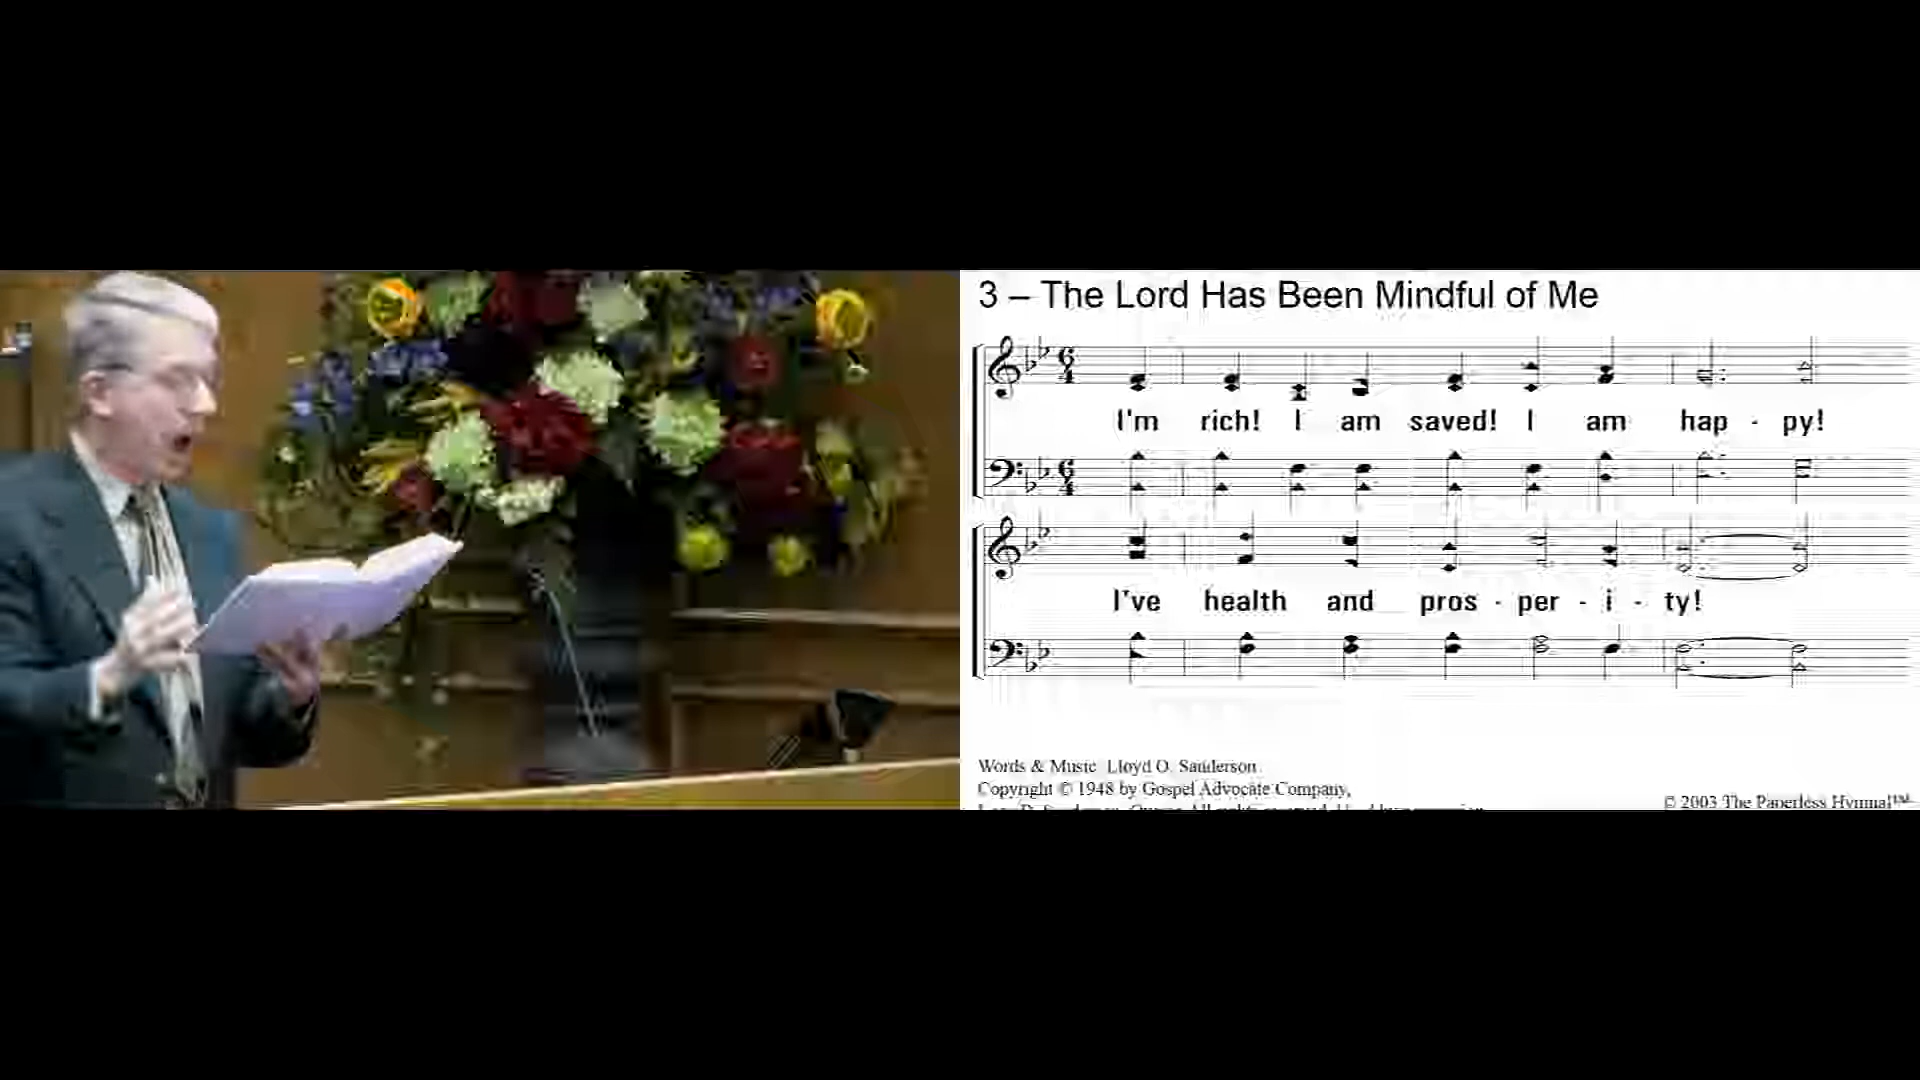 3 – The Lord Has Been Mindful of Me
I'm rich! I am saved! I am hap - py!
I've health and pros - per - i - ty!
Words & Music: Lloyd O. Sanderson
Copyright © 1948 by Gospel Advocate Company,
© 2003 The Paperless Hymnal™